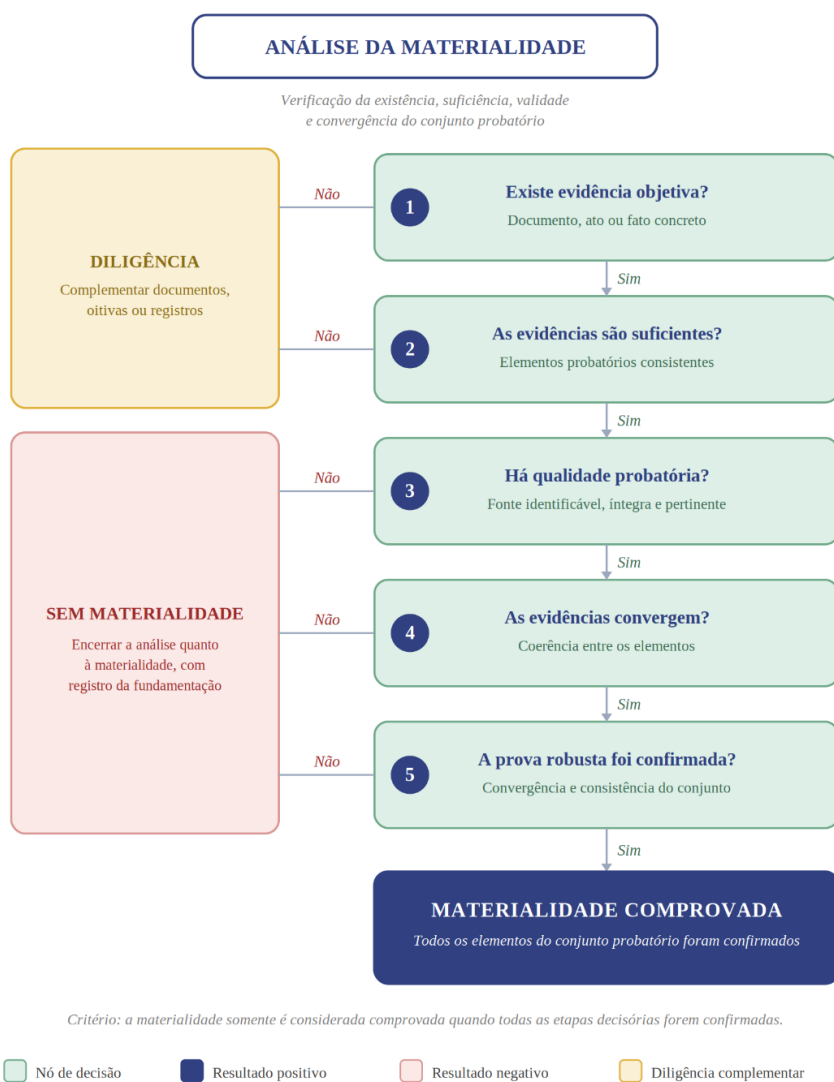 ANÁLISE DA MATERIALIDADE
Verificação da existência, suficiência, validade
e convergência do conjunto probatório
DILIGÊNCIA
Complementar documentos,
oitivas ou registros
Não
1
Existe evidência objetiva?
Documento, ato ou fato concreto
Sim
Não
2
As evidências são suficientes?
Elementos probatórios consistentes
Sim
SEM MATERIALIDADE
Encerrar a análise quanto
à materialidade, com
registro da fundamentação
Não
3
Há qualidade probatória?
Fonte identificável, íntegra e pertinente
Sim
Não
4
As evidências convergem?
Coerência entre os elementos
Sim
Não
5
A prova robusta foi confirmada?
Convergência e consistência do conjunto
Sim
MATERIALIDADE COMPROVADA
Todos os elementos do conjunto probatório foram confirmados
Critério: a materialidade somente é considerada comprovada quando todas as etapas decisórias forem confirmadas.
Nó de decisão
Resultado positivo
Resultado negativo
Diligência complementar